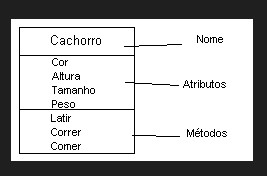 Cachorro
Nome
Cor
Altura
Tamanho
Peso
Atributos
Latir
Correr
Comer
Métodos